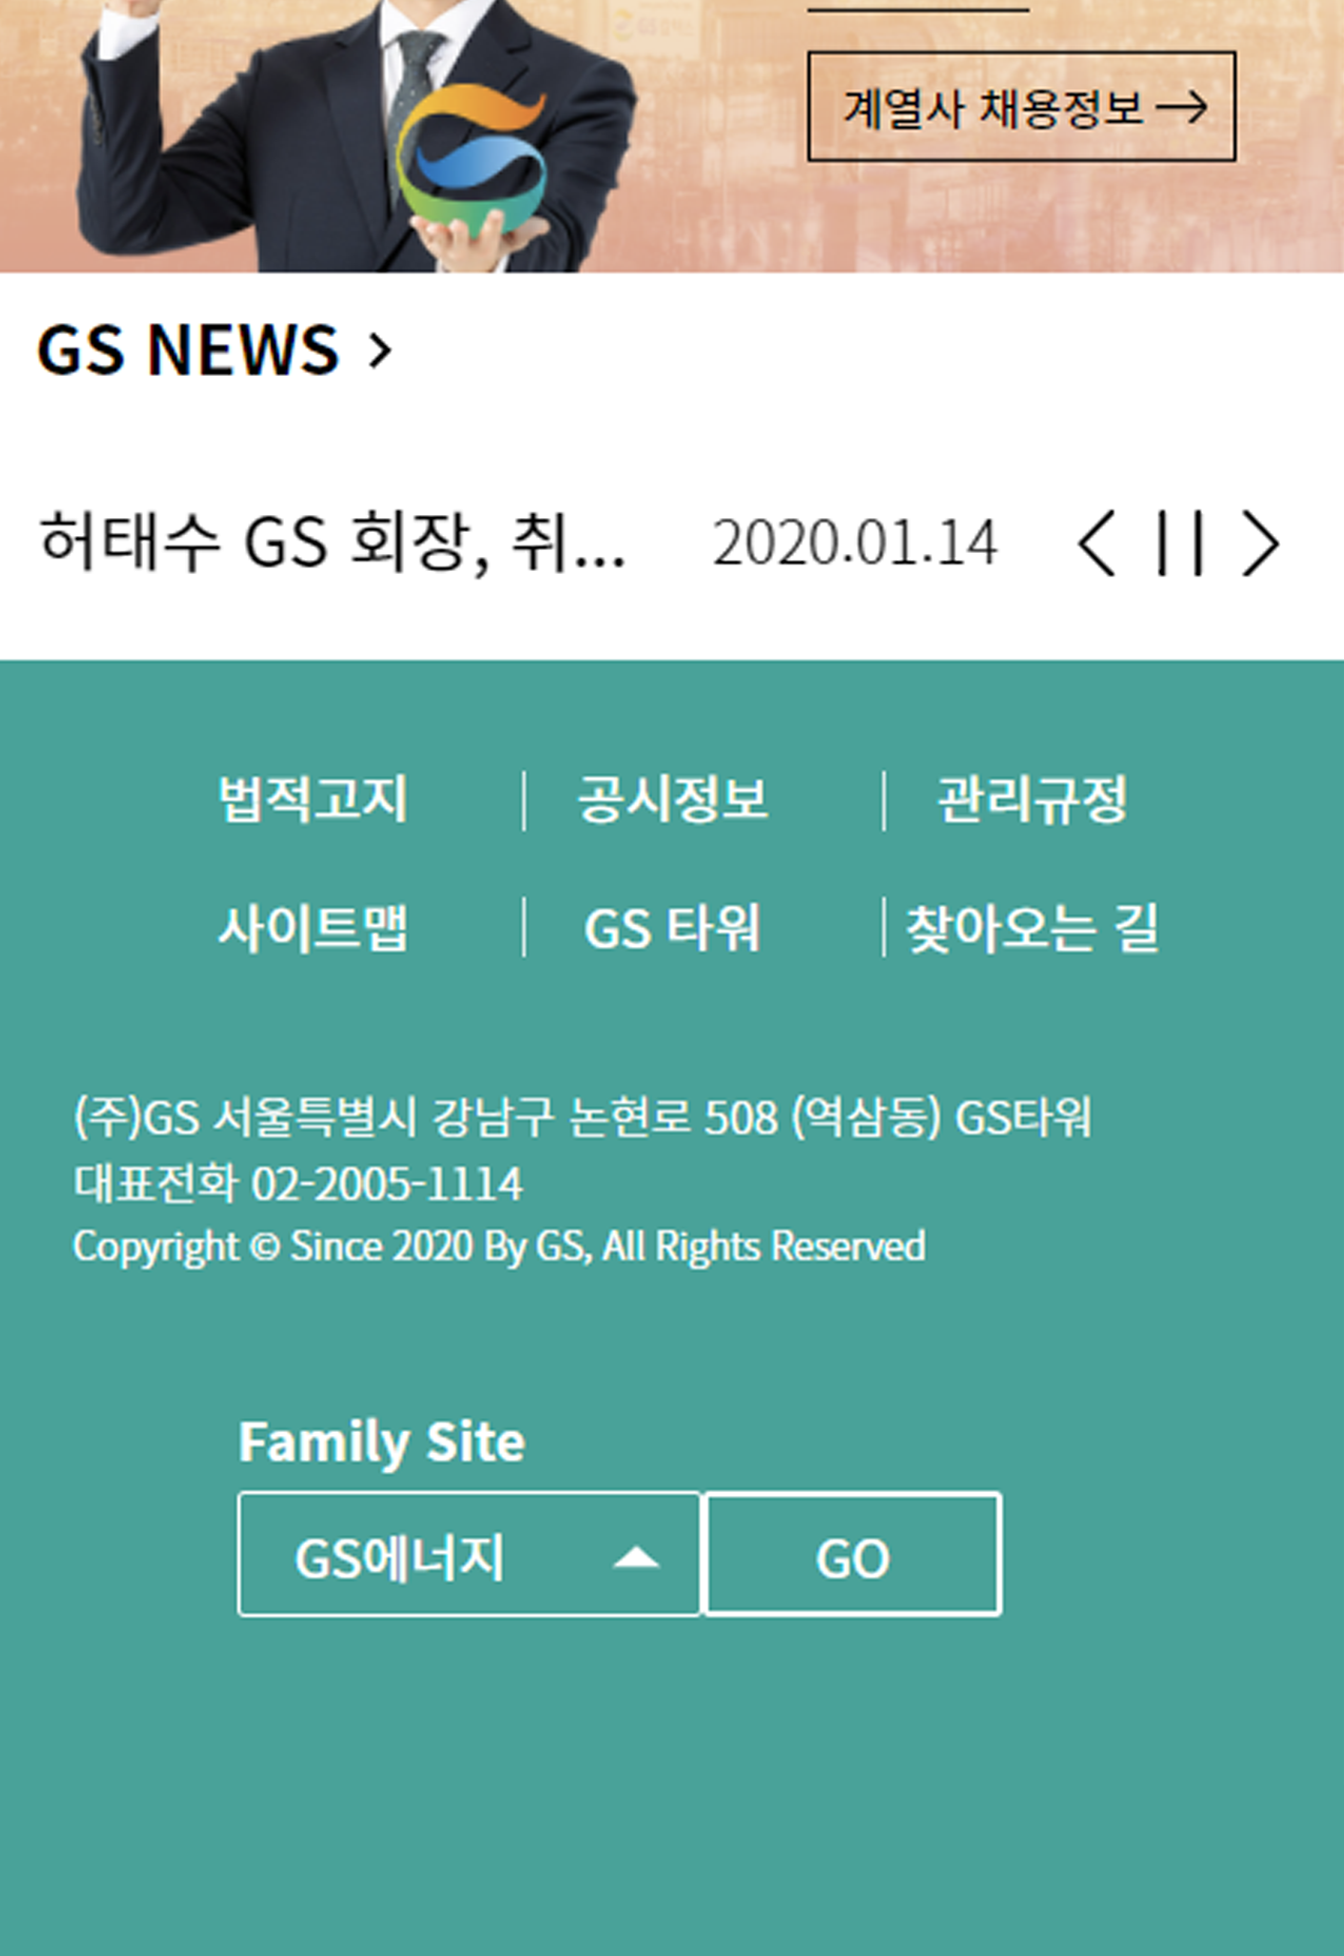 계열사 채용정보 →
GS NEWS >
허태수 GS 회장, 취... 2020.01.14
법적고지 | 공시정보 | 관리규정
사이트맵 | GS 타워 | 찾아오는 길
(주)GS 서울특별시 강남구 논현로 508 (역삼동) GS타워
대표전화 02-2005-1114
Copyright © Since 2020 By GS, All Rights Reserved
Family Site
GS에너지 GO